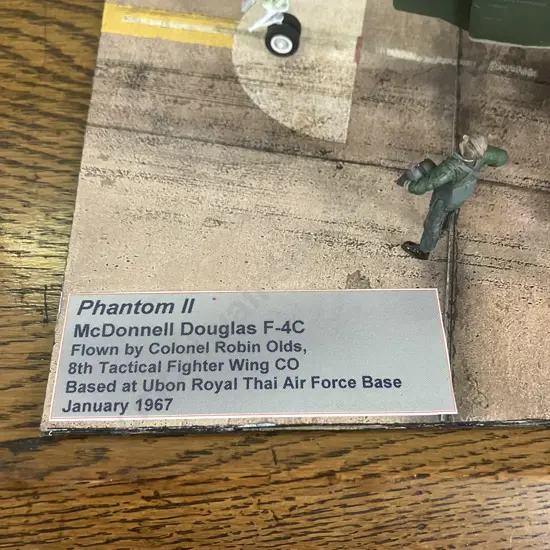 Phantom II
McDonnell Douglas F-4C
Flown by Colonel Robin Olds,
8th Tactical Fighter Wing CO
Based at Ubon Royal Thai Air Force Base
January 1967